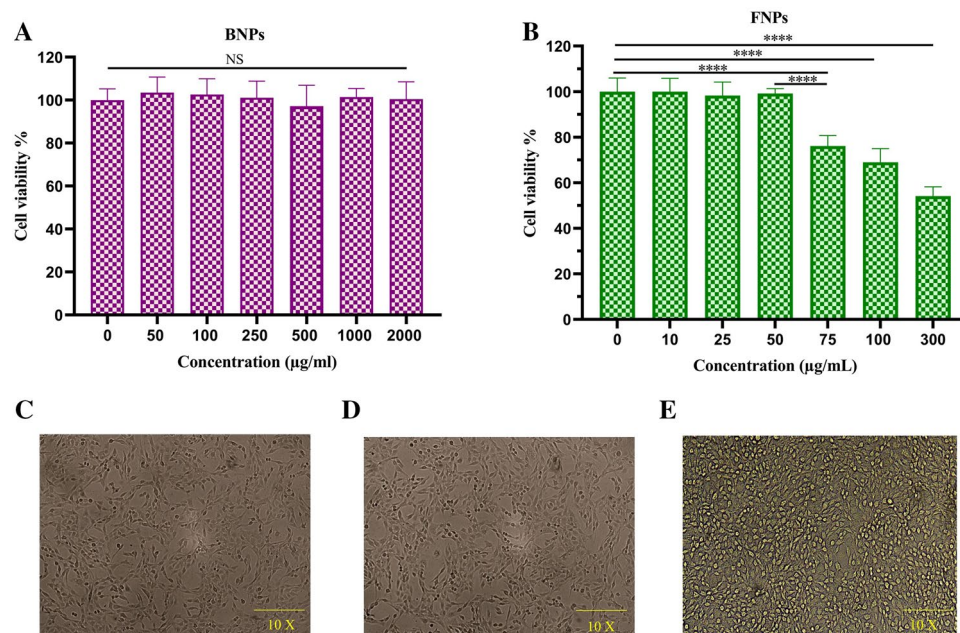 A
BNPs
NS
120
100
80
60
40
20
0
Cell viability %
0 50 100 250 500 1000 2000
Concentration (µg/ml)
B
FNPs
****
****
****
****
120
100
80
60
40
20
0
Cell viability %
0 10 25 50 75 100 300
Concentration (µg/mL)
C
10 X
D
10 X
E
10 X